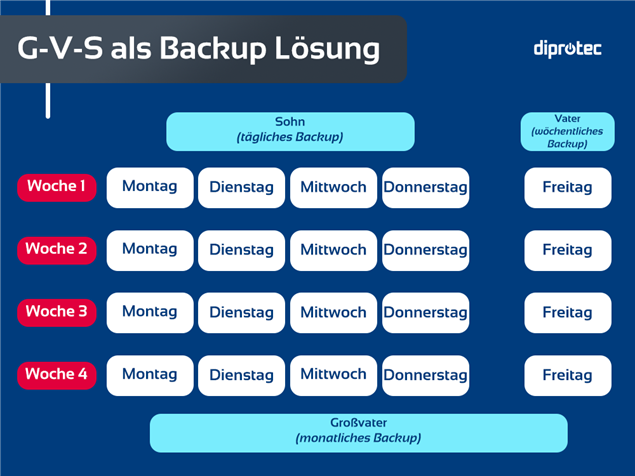 G-V-S als Backup Lösung
diprotec
Sohn
(tägliches Backup)
Vater
(wöchentliches
Backup)
Woche 1 Montag Dienstag Mittwoch Donnerstag Freitag
Woche 2 Montag Dienstag Mittwoch Donnerstag Freitag
Woche 3 Montag Dienstag Mittwoch Donnerstag Freitag
Woche 4 Montag Dienstag Mittwoch Donnerstag Freitag
Großvater
(monatliches Backup)